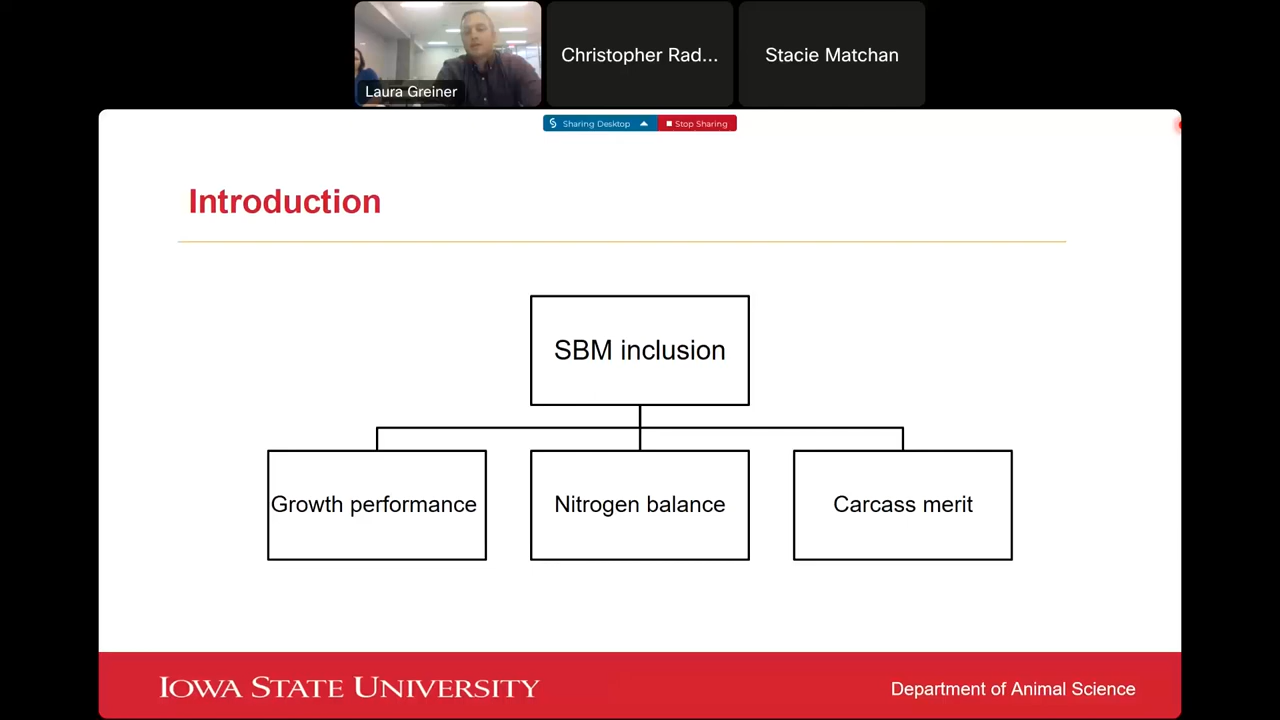 Laura Greiner
Christopher Rad...
Stacie Matchan
Sharing Desktop
Stop Sharing
Introduction
SBM inclusion
Growth performance
Nitrogen balance
Carcass merit
IOWA STATE UNIVERSITY
Department of Animal Science